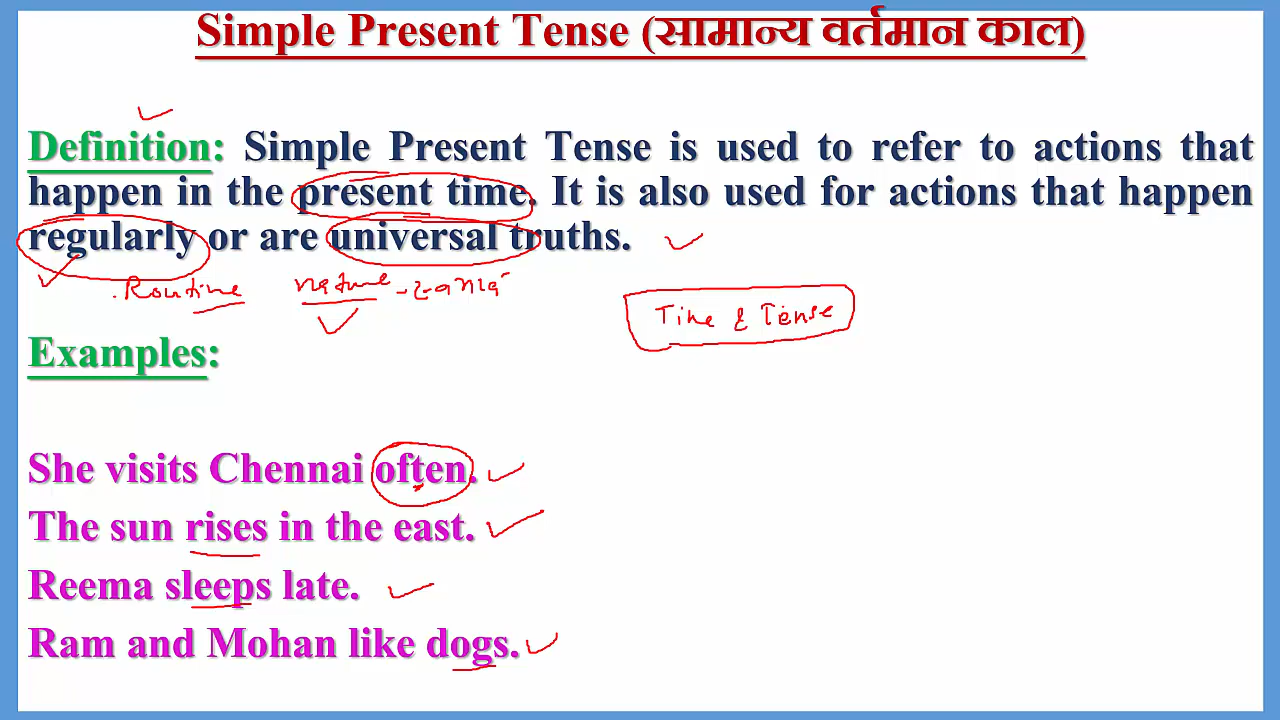 Simple Present Tense (सामान्य वर्तमान काल)
Definition: Simple Present Tense is used to refer to actions that
happen in the present time. It is also used for actions that happen
regularly or are universal truths.
Routine nature
Time & Tense
Examples:
She visits Chennai often.
The sun rises in the east.
Reema sleeps late.
Ram and Mohan like dogs.